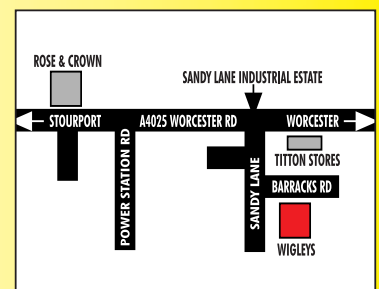 ROSE & CROWN
SANDY LANE INDUSTRIAL ESTATE
STOURPORT
A4025 WORCESTER RD
WORCESTER
POWER STATION RD
SANDY LANE
TITTON STORES
BARRACKS RD
WIGLEYS